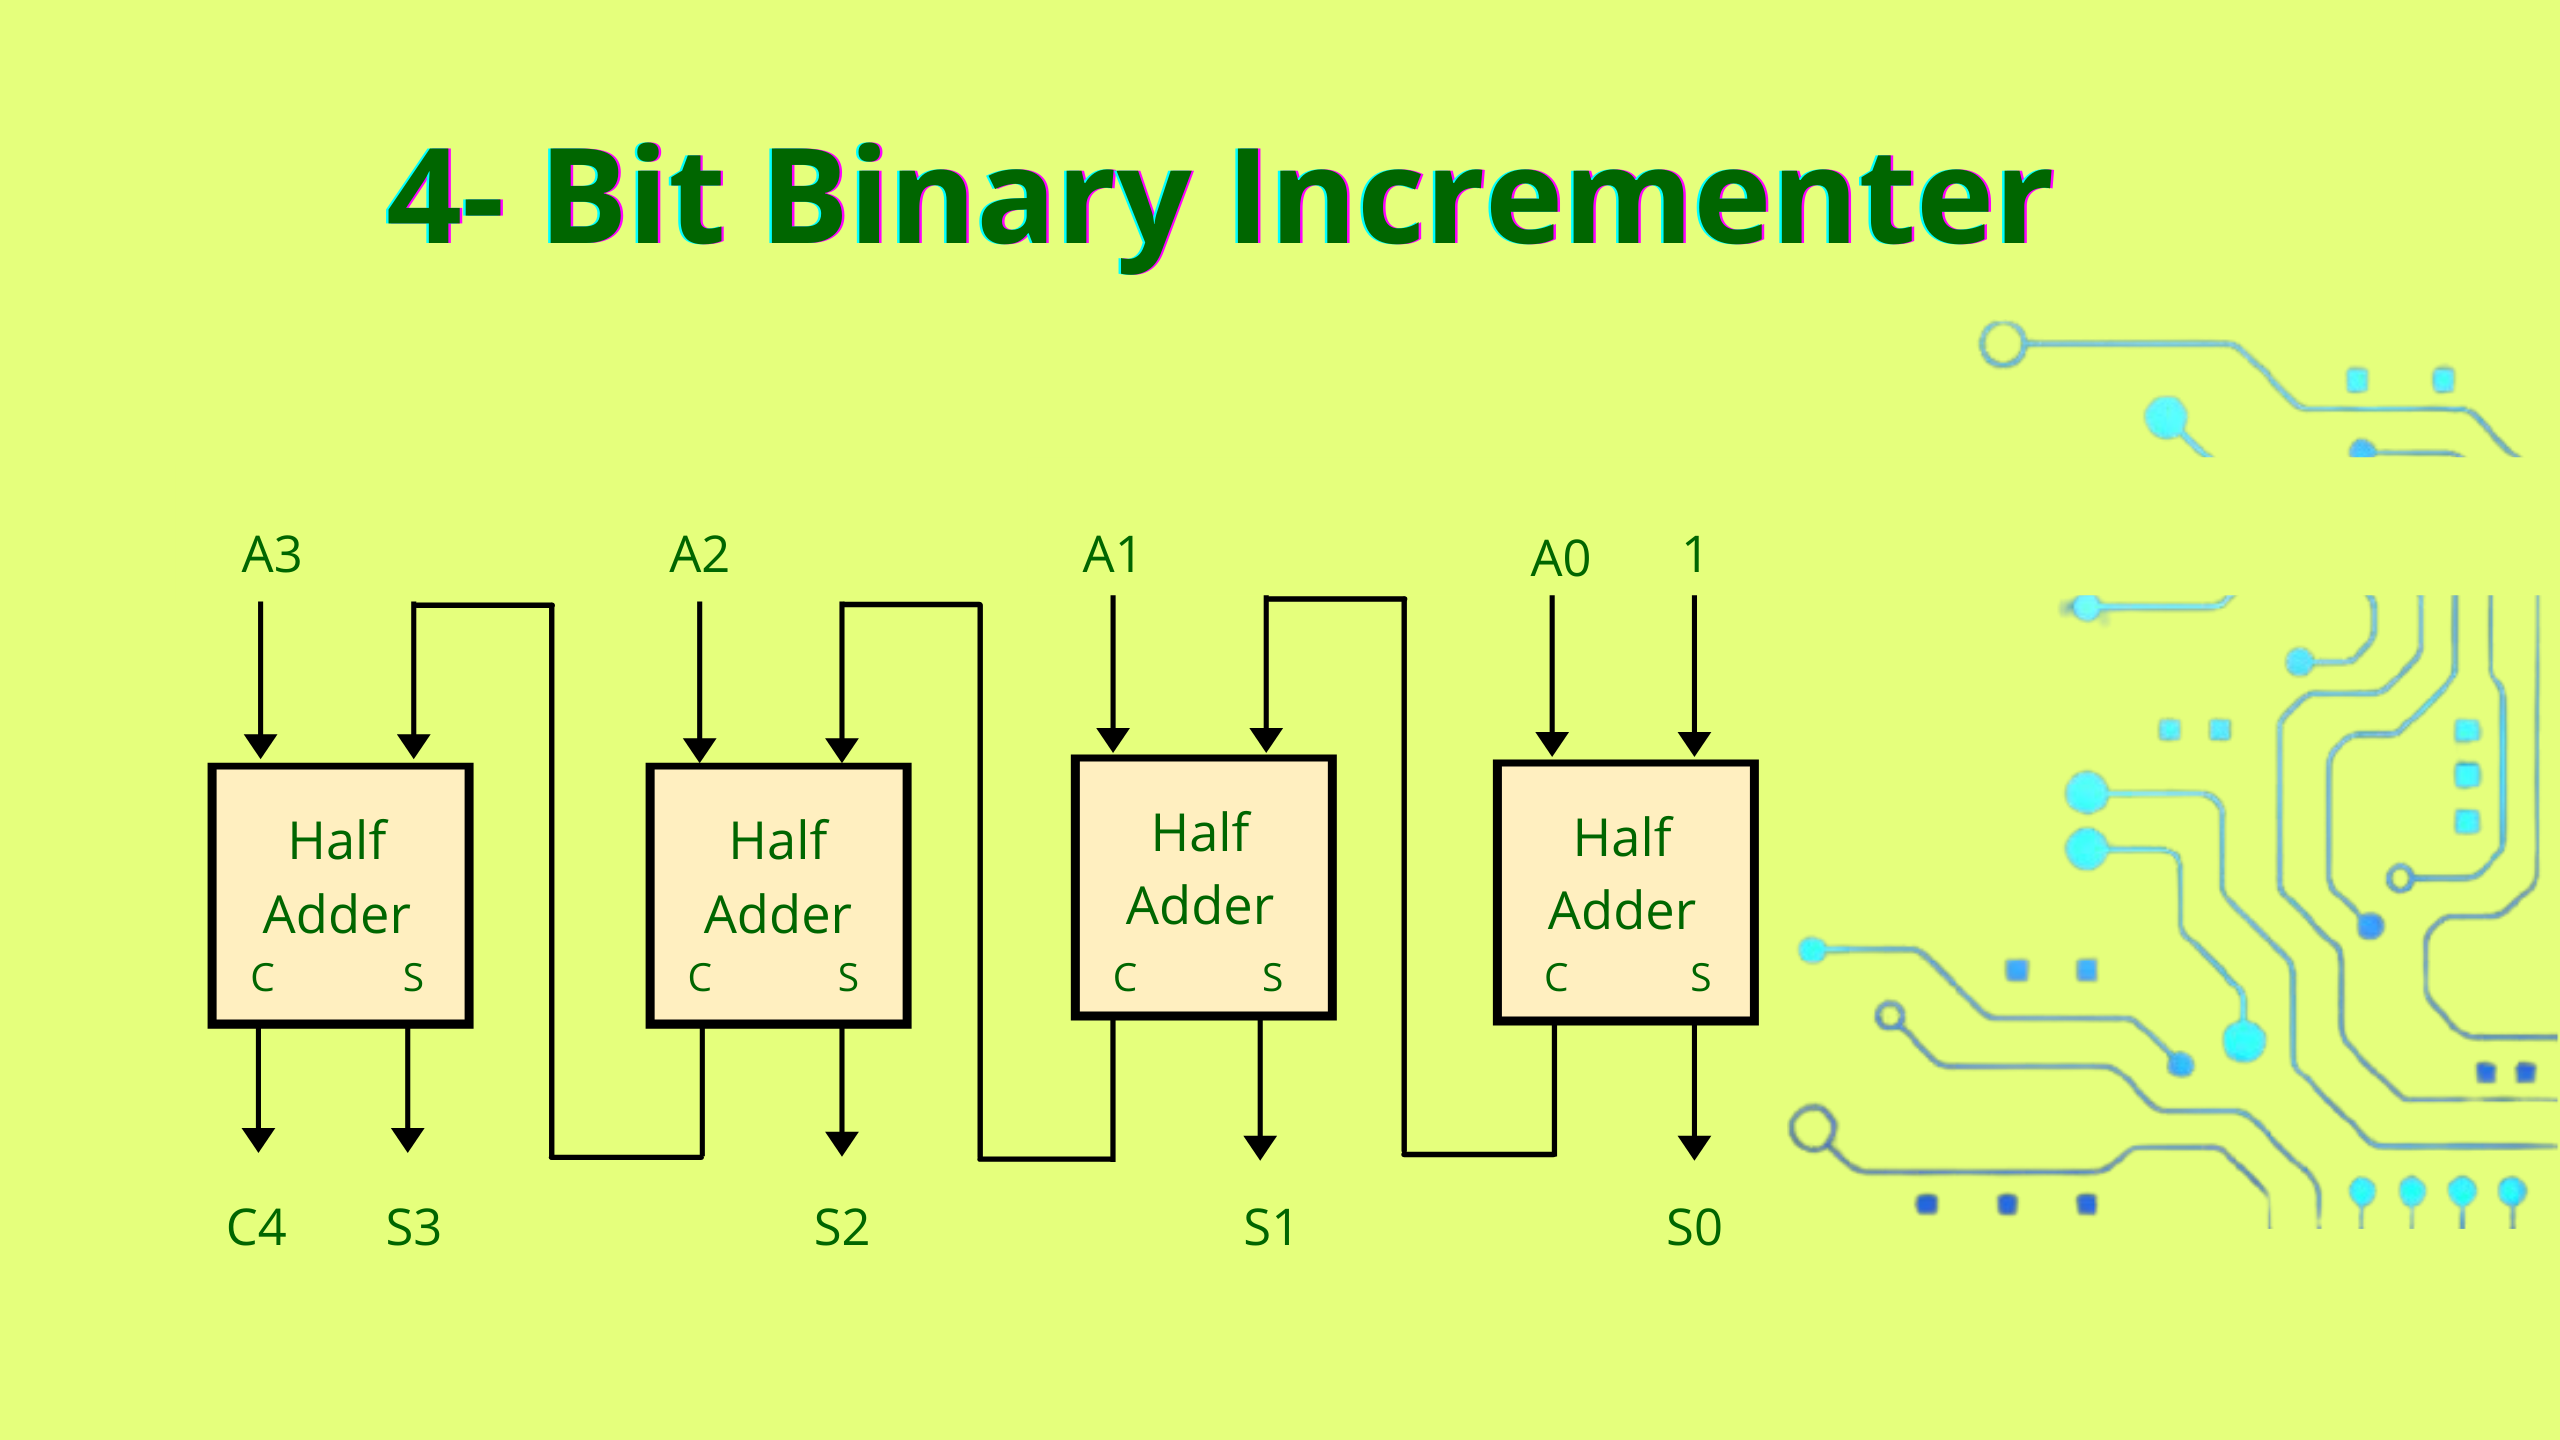 4- Bit Binary Incrementer
A3 A2 A1 A0 1
Half Half Half Half
Adder Adder Adder Adder
C S C S C S C S
C4 S3 S2 S1 S0